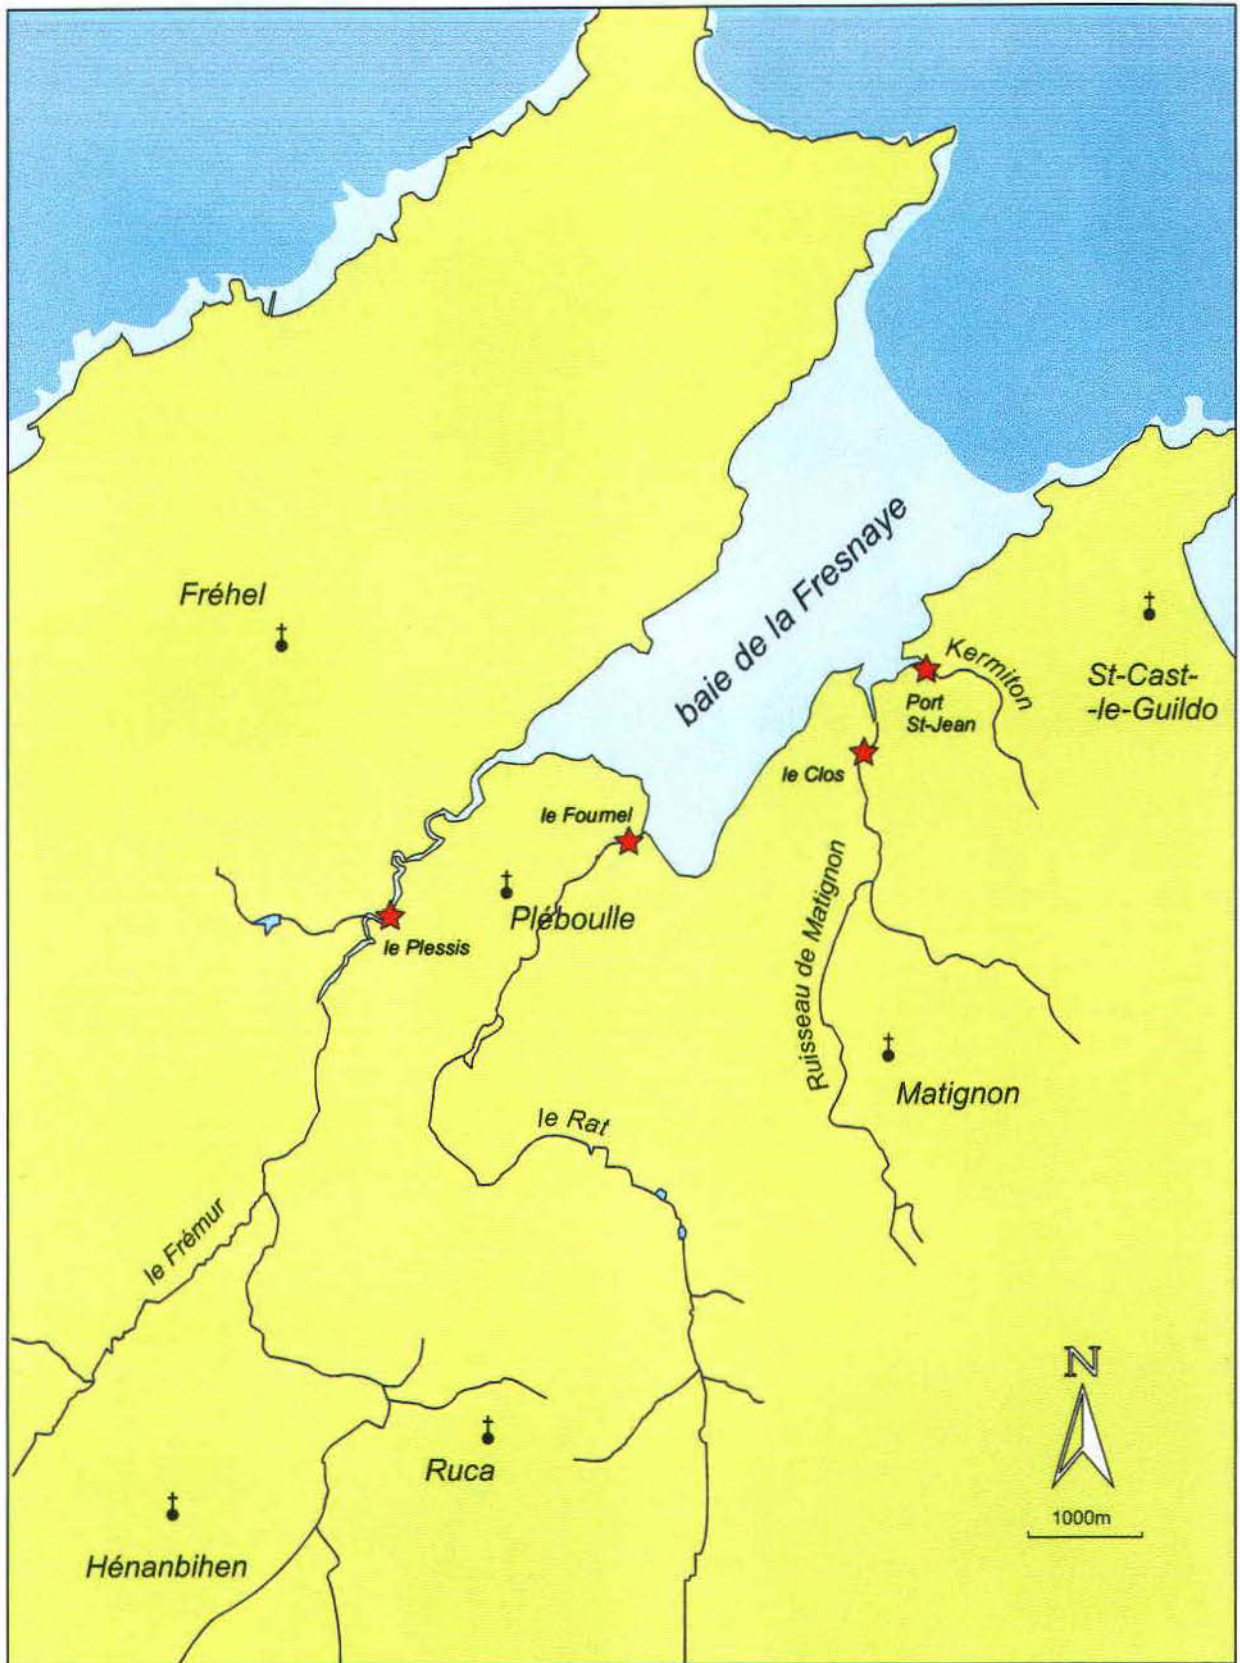 Fréhel
baie de la Fresnaye
Kermiton
St-Cast-
-le-Guildo
Port
St-Jean
le Clos
le Fournel
Pléboulle
le Plessis
Ruisseau de Matignon
Matignon
le Rat
le Frémur
N
Ruca
1000m
Hénanbihen